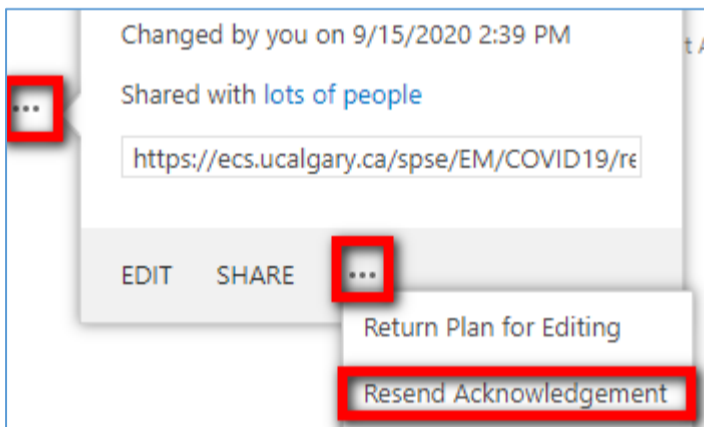 Changed by you on 9/15/2020 2:39 PM
Shared with lots of people
...
https://ecs.ucalgary.ca/spse/EM/COVID19/re
EDIT SHARE ...
Return Plan for Editing
Resend Acknowledgement